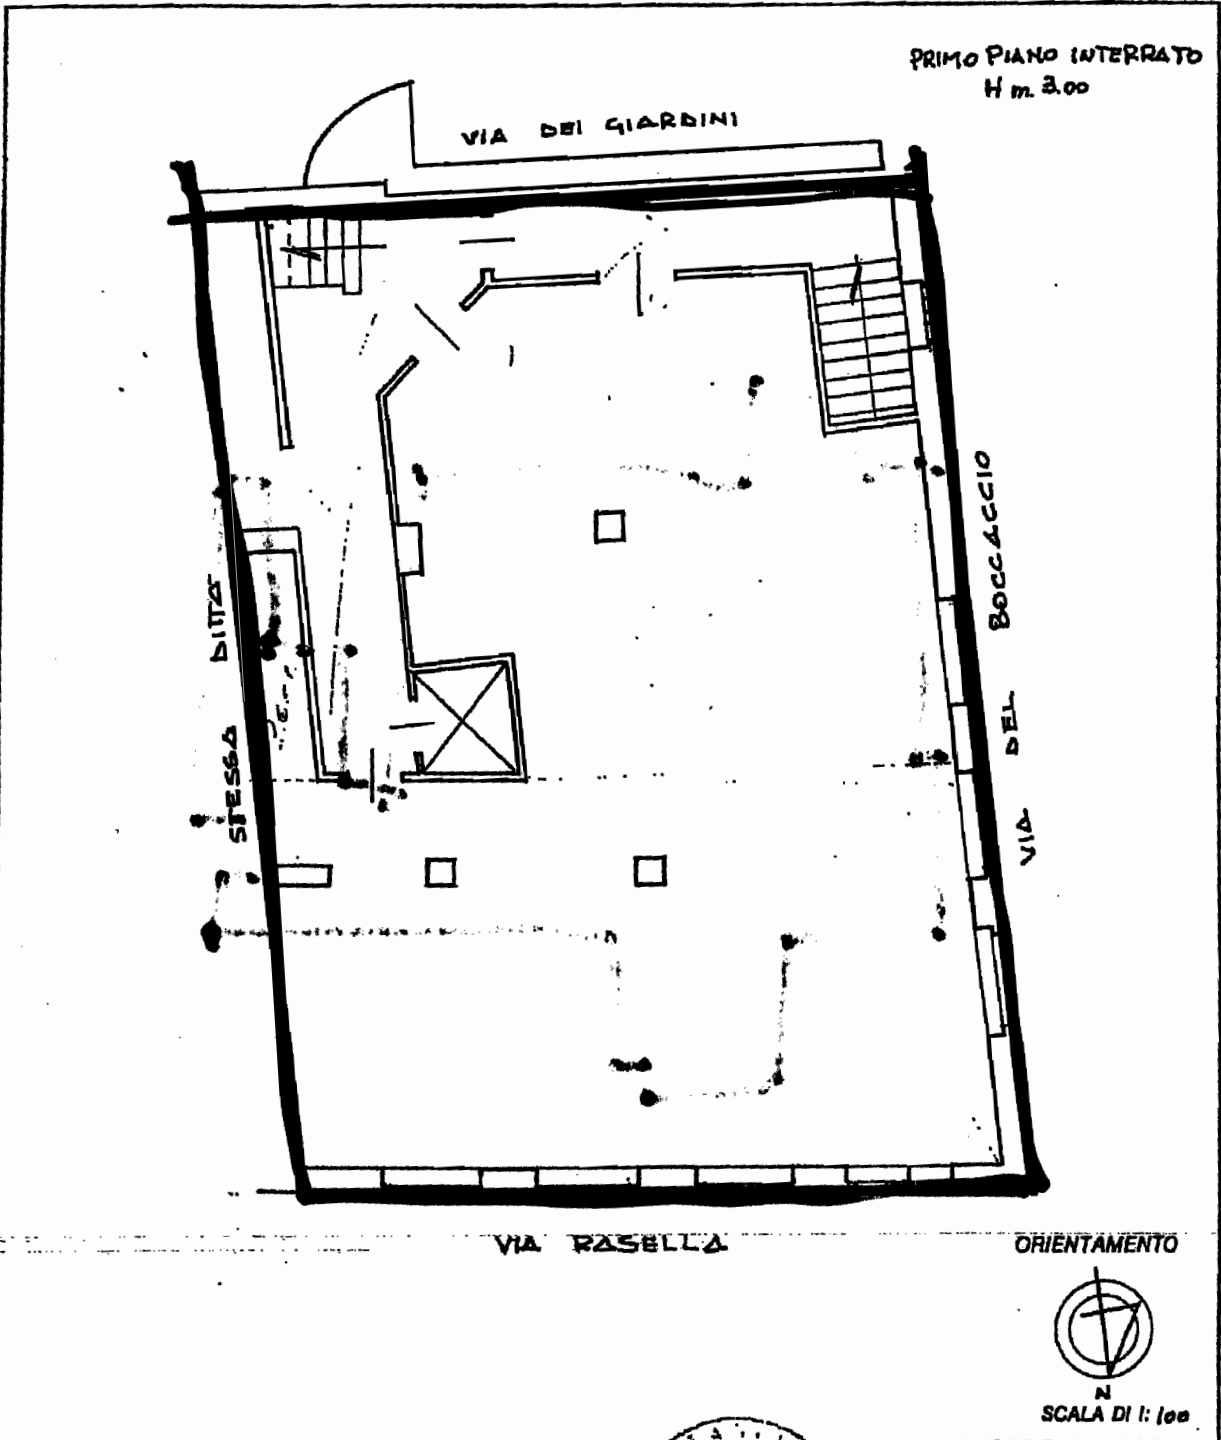 PRIMO PIANO INTERRATO
H m. 3.00
VIA DEI GIARDINI
VIA DEL BOCCACCIO
STESSA DITTA
VIA RASELLA
ORIENTAMENTO
N
SCALA DI 1: 100